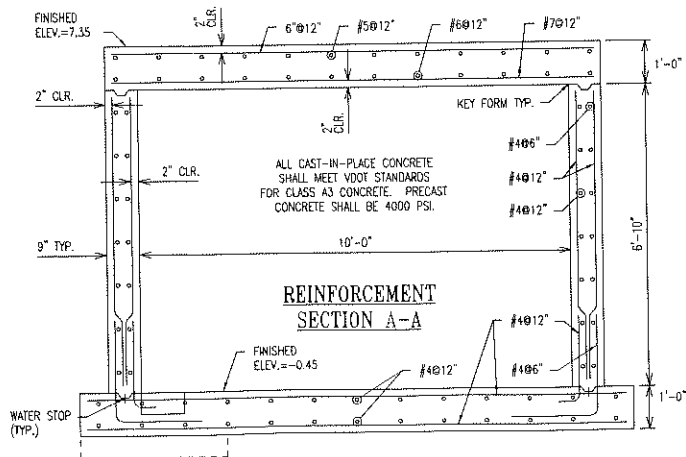 FINISHED
ELEV.=7.35
2"
CLR.
6"@12"
#5@12"
#6@12"
#7@12"
1'-0"
2" CLR.
2"
CLR.
KEY FORM TYP.
#4@6"
2" CLR.
ALL CAST-IN-PLACE CONCRETE
SHALL MEET VDOT STANDARDS
FOR CLASS A3 CONCRETE. PRECAST
CONCRETE SHALL BE 4000 PSI.
#4@12"
#4@12"
9" TYP.
10'-0"
6'-10"
REINFORCEMENT
SECTION A-A
#4@12"
FINISHED
ELEV.=-0.45
#4@12"
#4@6"
WATER STOP
(TYP.)
1'-0"